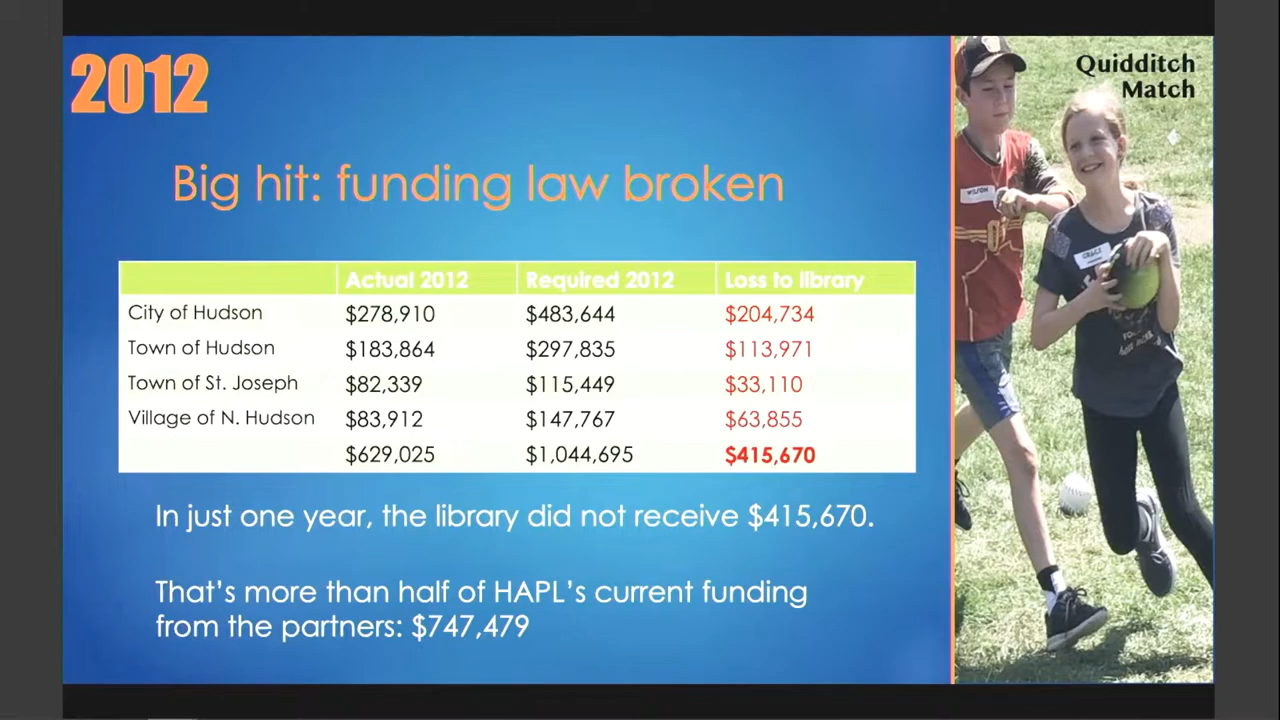 2012
Quidditch
Match
Big hit: funding law broken
Actual 2012 Required 2012 Loss to library
City of Hudson $278,910 $483,644 $204,734
Town of Hudson $183,864 $297,835 $113,971
Town of St. Joseph $82,339 $115,449 $33,110
Village of N. Hudson $83,912 $147,767 $63,855
$629,025 $1,044,695 $415,670
In just one year, the library did not receive $415,670.
That's more than half of HAPL's current funding
from the partners: $747,479
WILSON
GRACE